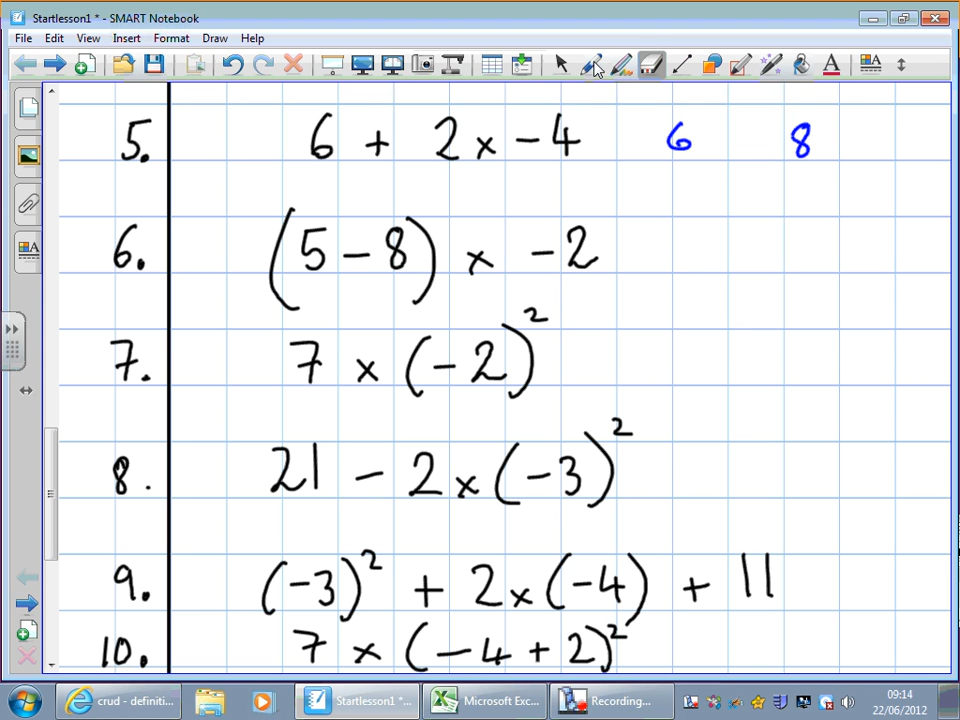 Startlesson1 * - SMART Notebook
File Edit View Insert Format Draw Help
5. 6 + 2 x -4 6 8
6. (5 - 8) x -2
7. 7 x (-2)²
8. 21 - 2 x (-3)²
9. (-3)² + 2 x (-4) + 11
10. 7 x (-4 + 2)²
crud - definiti... Startlesson1 *... Microsoft Exc... Recording... 09:14
22/06/2012